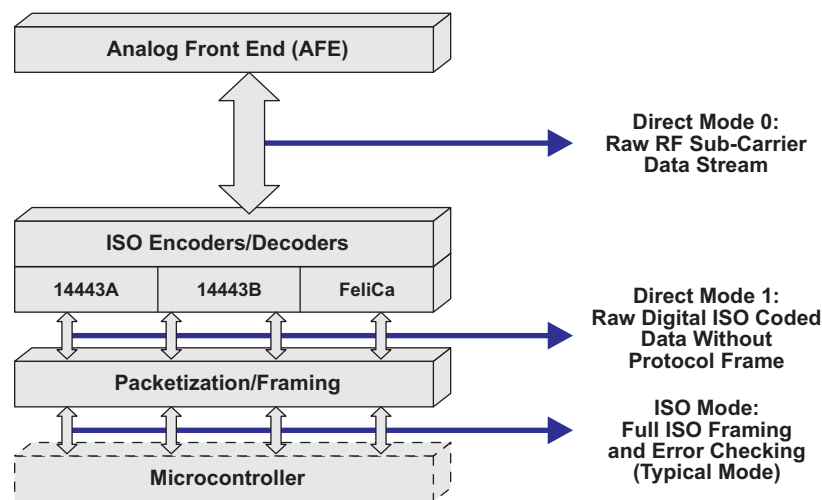 Analog Front End (AFE)
Direct Mode 0:
Raw RF Sub-Carrier
Data Stream
ISO Encoders/Decoders
14443A
14443B
FeliCa
Direct Mode 1:
Raw Digital ISO Coded
Data Without
Protocol Frame
Packetization/Framing
ISO Mode:
Full ISO Framing
and Error Checking
(Typical Mode)
Microcontroller